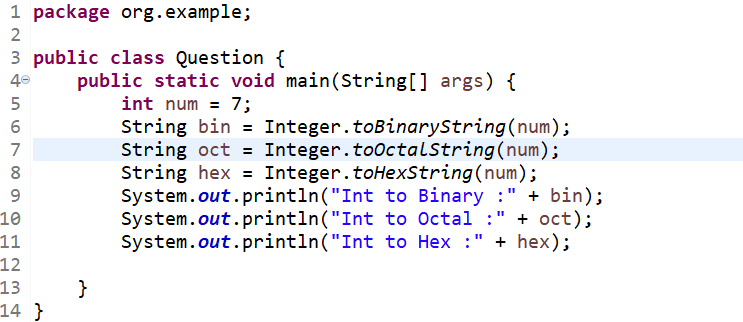 1 package org.example;
2
3 public class Question {
4 public static void main(String[] args) {
5 int num = 7;
6 String bin = Integer.toBinaryString(num);
7 String oct = Integer.toOctalString(num);
8 String hex = Integer.toHexString(num);
9 System.out.println("Int to Binary :" + bin);
10 System.out.println("Int to Octal :" + oct);
11 System.out.println("Int to Hex :" + hex);
12
13 }
14 }